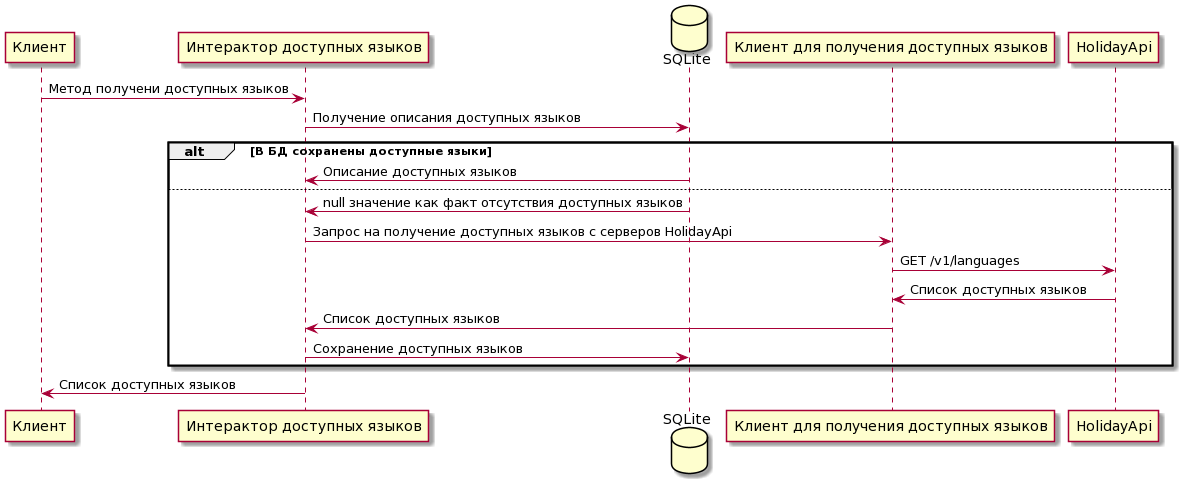 SQLite
Клиент
Интерактор доступных языков
Клиент для получения доступных языков
HolidayApi
Метод получени доступных языков
Получение описания доступных языков
alt
[В БД сохранены доступные языки]
Описание доступных языков
null значение как факт отсутствия доступных языков
Запрос на получение доступных языков с серверов HolidayApi
GET /v1/languages
Список доступных языков
Список доступных языков
Сохранение доступных языков
Список доступных языков
SQLite
Клиент
Интерактор доступных языков
Клиент для получения доступных языков
HolidayApi